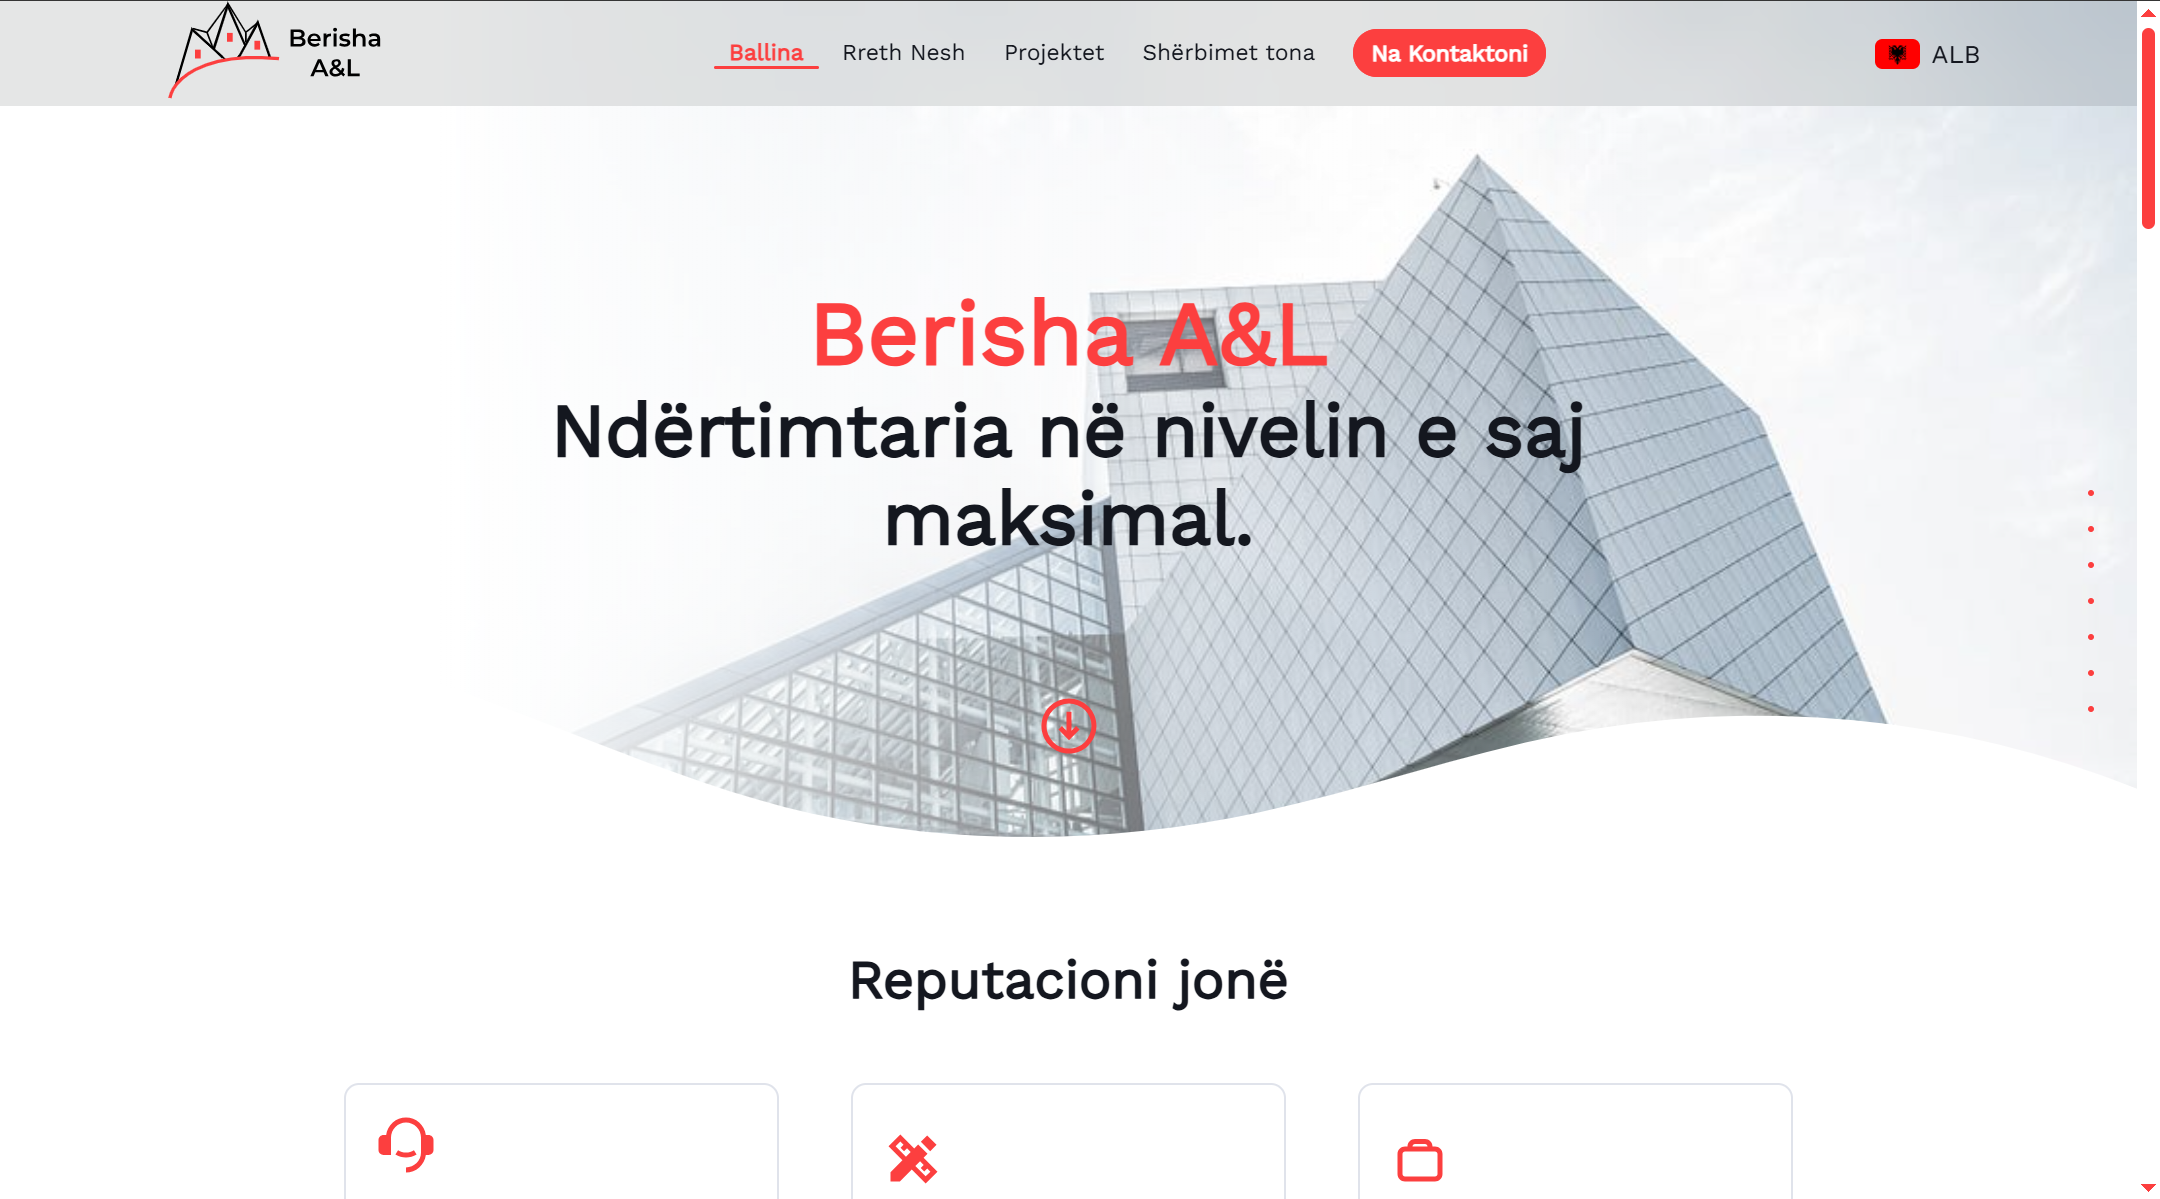 Berisha
A&L
Ballina
Rreth Nesh
Projektet
Shërbimet tona
Na Kontaktoni
ALB
Berisha A&L
Ndërtimtaria në nivelin e saj
maksimal.
Reputacioni jonë